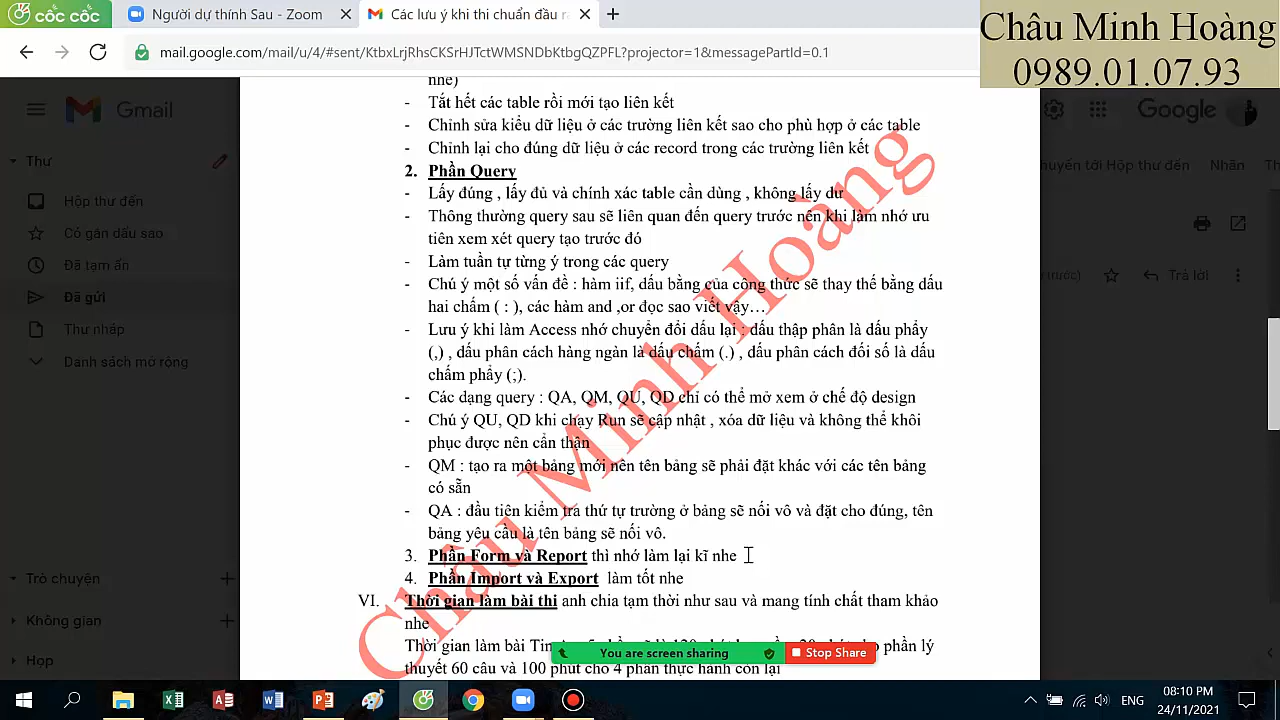 cốc cốc
Người dự thính Sau - Zoom
Các lưu ý khi thi chuẩn đầu ra
Châu Minh Hoàng
0989.01.07.93
mail.google.com/mail/u/4/#sent/KtbxLrjRhsCKSrHJTctWMSNDbKtbgQZPFL?projector=1&messagePartId=0.1
Gmail
Google
Thư
Hộp thư đến
Có gắn dấu sao
Đã tạm ẩn
Đã gửi
Thư nháp
Danh sách mở rộng
Trò chuyện
Không gian
Họp
huyển tới Hộp thư đến
Nhãn
trước)
Trả lời
nhe)
- Tắt hết các table rồi mới tạo liên kết
- Chỉnh sửa kiểu dữ liệu ở các trường liên kết sao cho phù hợp ở các table
- Chỉnh lại cho đúng dữ liệu ở các record trong các trường liên kết
2. Phần Query
- Lấy đúng , lấy đủ và chính xác table cần dùng , không lấy dư
- Thông thường query sau sẽ liên quan đến query trước nên khi làm nhớ ưu
tiên xem xét query tạo trước đó
- Làm tuần tự từng ý trong các query
- Chú ý một số vấn đề : hàm iif, dấu bằng của công thức sẽ thay thế bằng dấu
hai chấm ( : ), các hàm and ,or đọc sao viết vậy…
- Lưu ý khi làm Access nhớ chuyển đổi dấu lại : dấu thập phân là dấu phẩy
(,) , dấu phân cách hàng ngàn là dấu chấm (.) , dấu phân cách đối số là dấu
chấm phẩy (;).
- Các dạng query : QA, QM, QU, QD chỉ có thể mở xem ở chế độ design
- Chú ý QU, QD khi chạy Run sẽ cập nhật , xóa dữ liệu và không thể khôi
phục được nên cẩn thận
- QM : tạo ra một bảng mới nên tên bảng sẽ phải đặt khác với các tên bảng
có sẵn
- QA : đầu tiên kiểm tra thứ tự trường ở bảng sẽ nối vô và đặt cho đúng, tên
bảng yêu cầu là tên bảng sẽ nối vô.
3. Phần Form và Report thì nhớ làm lại kĩ nhe
4. Phần Import và Export làm tốt nhe
VI. Thời gian làm bài thi anh chia tạm thời như sau và mang tính chất tham khảo
nhe
Thời gian làm bài phần lý
thuyết 60 câu và 100 phút cho 4 phần thực hành còn lại
Châu Minh Hoàng
You are screen sharing
Stop Share
ENG
08:10 PM
24/11/2021